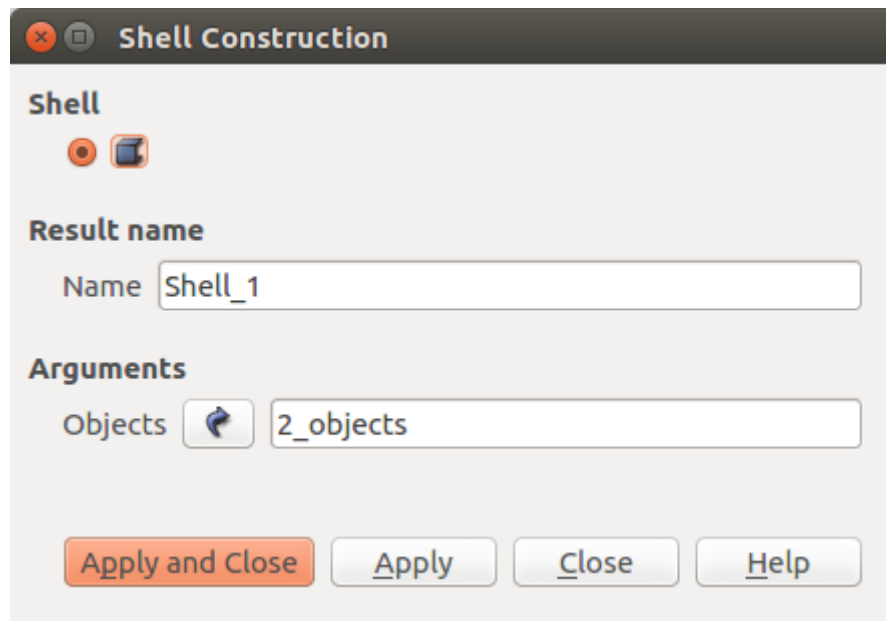 Shell Construction
Shell
Result name
Name Shell_1
Arguments
Objects 2_objects
Apply and Close Apply Close Help